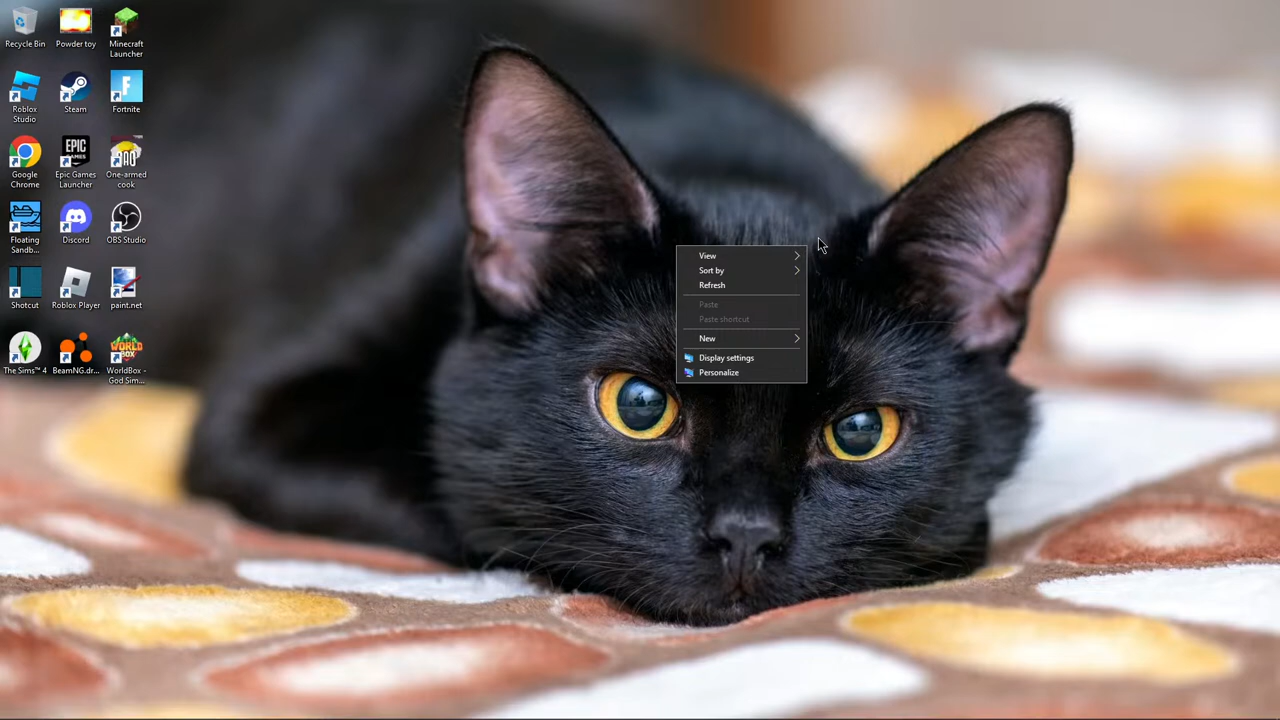 Recycle Bin
Powder toy
Minecraft
Launcher
Roblox
Studio
Steam
Fortnite
Google
Chrome
EPIC
GAMES
Epic Games
Launcher
One-armed
cook
Floating
Sandb...
Discord
OBS Studio
Shotcut
Roblox Player
paint.net
The Sims™ 4
BeamNG.dr...
WORLD
BOX
WorldBox -
God Sim...
View
Sort by
Refresh
Paste
Paste shortcut
New
Display settings
Personalize